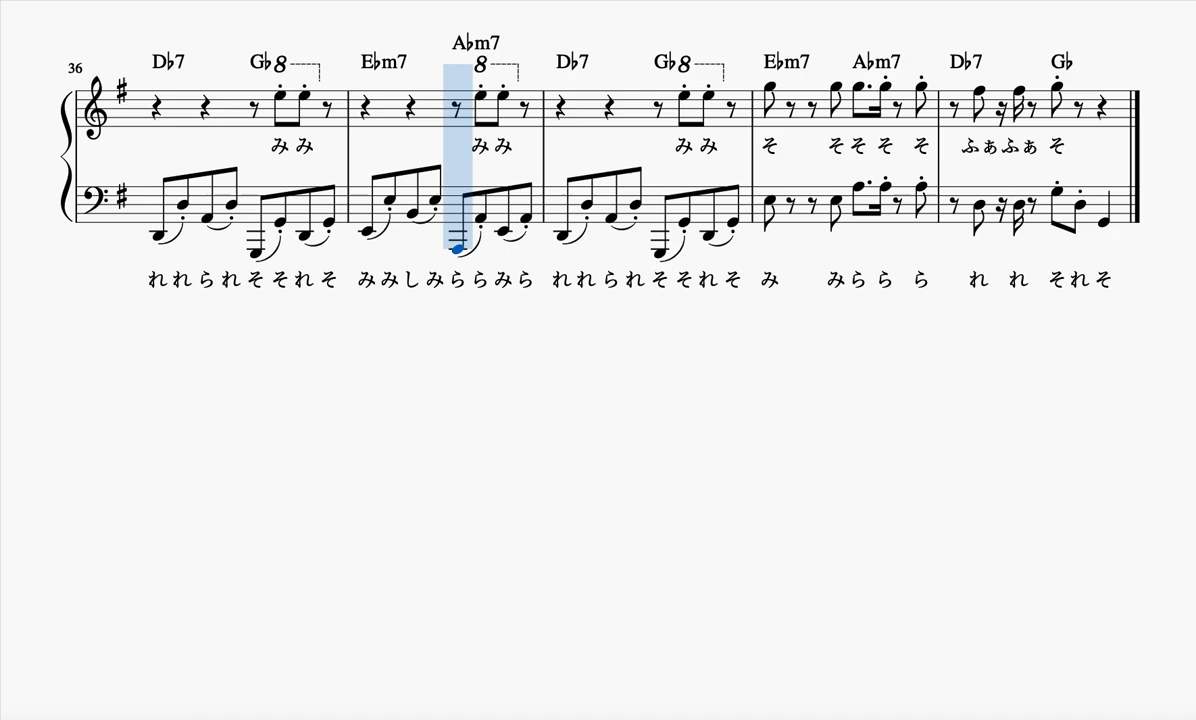 A♭m7
36 D♭7 G♭ 8 E♭m7 8 D♭7 G♭ 8 E♭m7 A♭m7 D♭7 G♭
みみ みみ みみ そ そそそ そ ふぁふぁ そ
れれられそそれそ みみしみららみら れれられそそれそ み みらら ら れ れ それそ